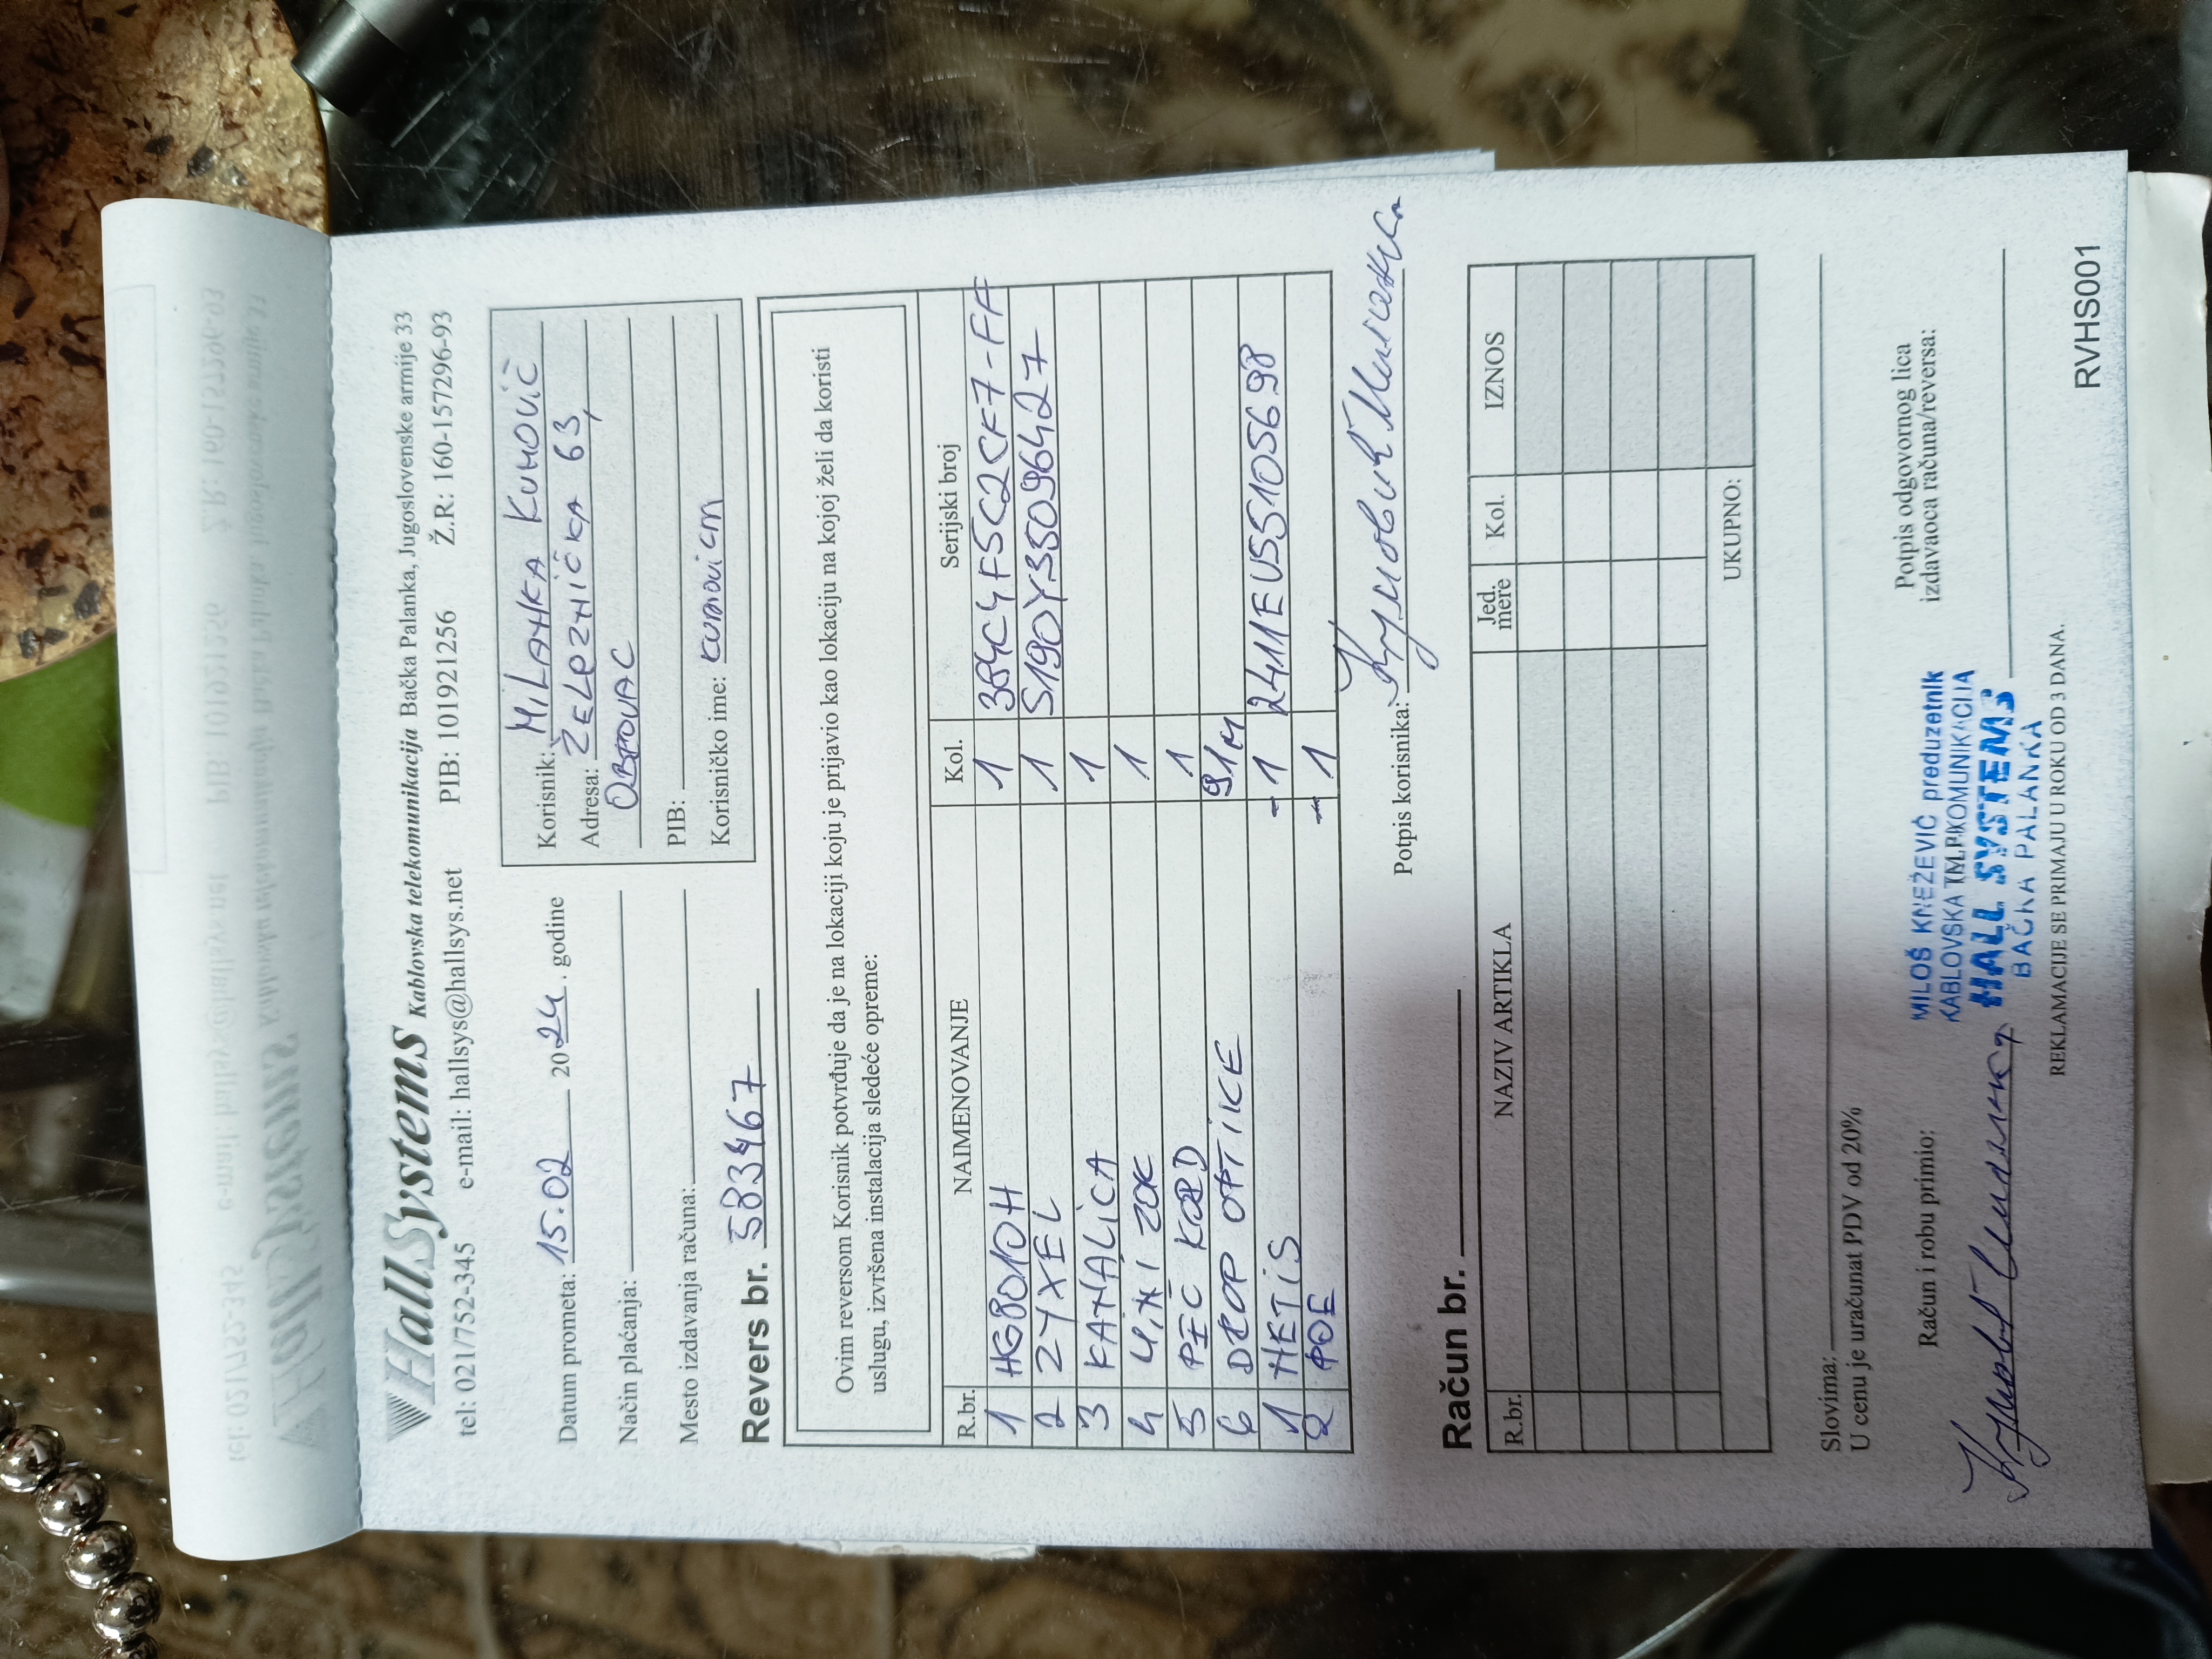 HallSystems Kablovska telekomunikacija Bačka Palanka, Jugoslovenske armije 33
tel: 021/752-345 e-mail: hallsys@hallsys.net PIB: 101921256 Ž.R: 160-157296-93
Datum prometa: 15.02 2024. godine
Način plaćanja:
Mesto izdavanja računa:
Korisnik: MILANKA KUNOVIĆ
Adresa: ŽELEZNIČKA 63,
OBROVAC
PIB:
Korisničko ime: kunovicm
Revers br. 583467
Ovim reversom Korisnik potvrđuje da je na lokaciji koju je prijavio kao lokaciju na kojoj želi da koristi
uslugu, izvršena instalacija sledeće opreme:
R.br. NAIMENOVANJE Kol. Serijski broj
1 HG8010H 1
2 ZYXEL 1 S190Y35096427
3 KANALICA 1
4 ZOK 1
5 KORD 1
6 DROP OPTIKE 91m
1 NETIS -1 2411EU55105698
2 POE -1
Potpis korisnika: Куновић Миланка
Račun br.
R.br. NAZIV ARTIKLA Jed. mere Kol. IZNOS
UKUPNO:
Slovima:
U cenu je uračunat PDV od 20%
Račun i robu primio:
Potpis odgovornog lica
izdavaoca računa/reversa:
MILOŠ KNEŽEVIĆ preduzetnik
KABLOVSKA TELEKOMUNIKACIJA
M.P.
HALL SYSTEMS
BAČKA PALANKA
REKLAMACIJE SE PRIMAJU U ROKU OD 3 DANA.
RVHS001